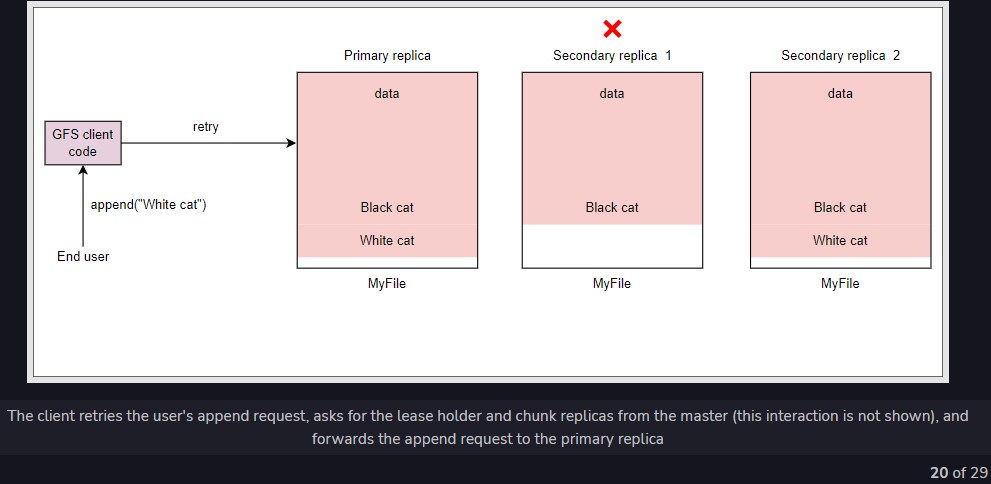 ❌
Primary replica
Secondary replica 1
Secondary replica 2
data
data
data
GFS client
code
retry
append("White cat")
End user
Black cat
Black cat
Black cat
White cat
White cat
MyFile
MyFile
MyFile
The client retries the user's append request, asks for the lease holder and chunk replicas from the master (this interaction is not shown), and
forwards the append request to the primary replica
20 of 29